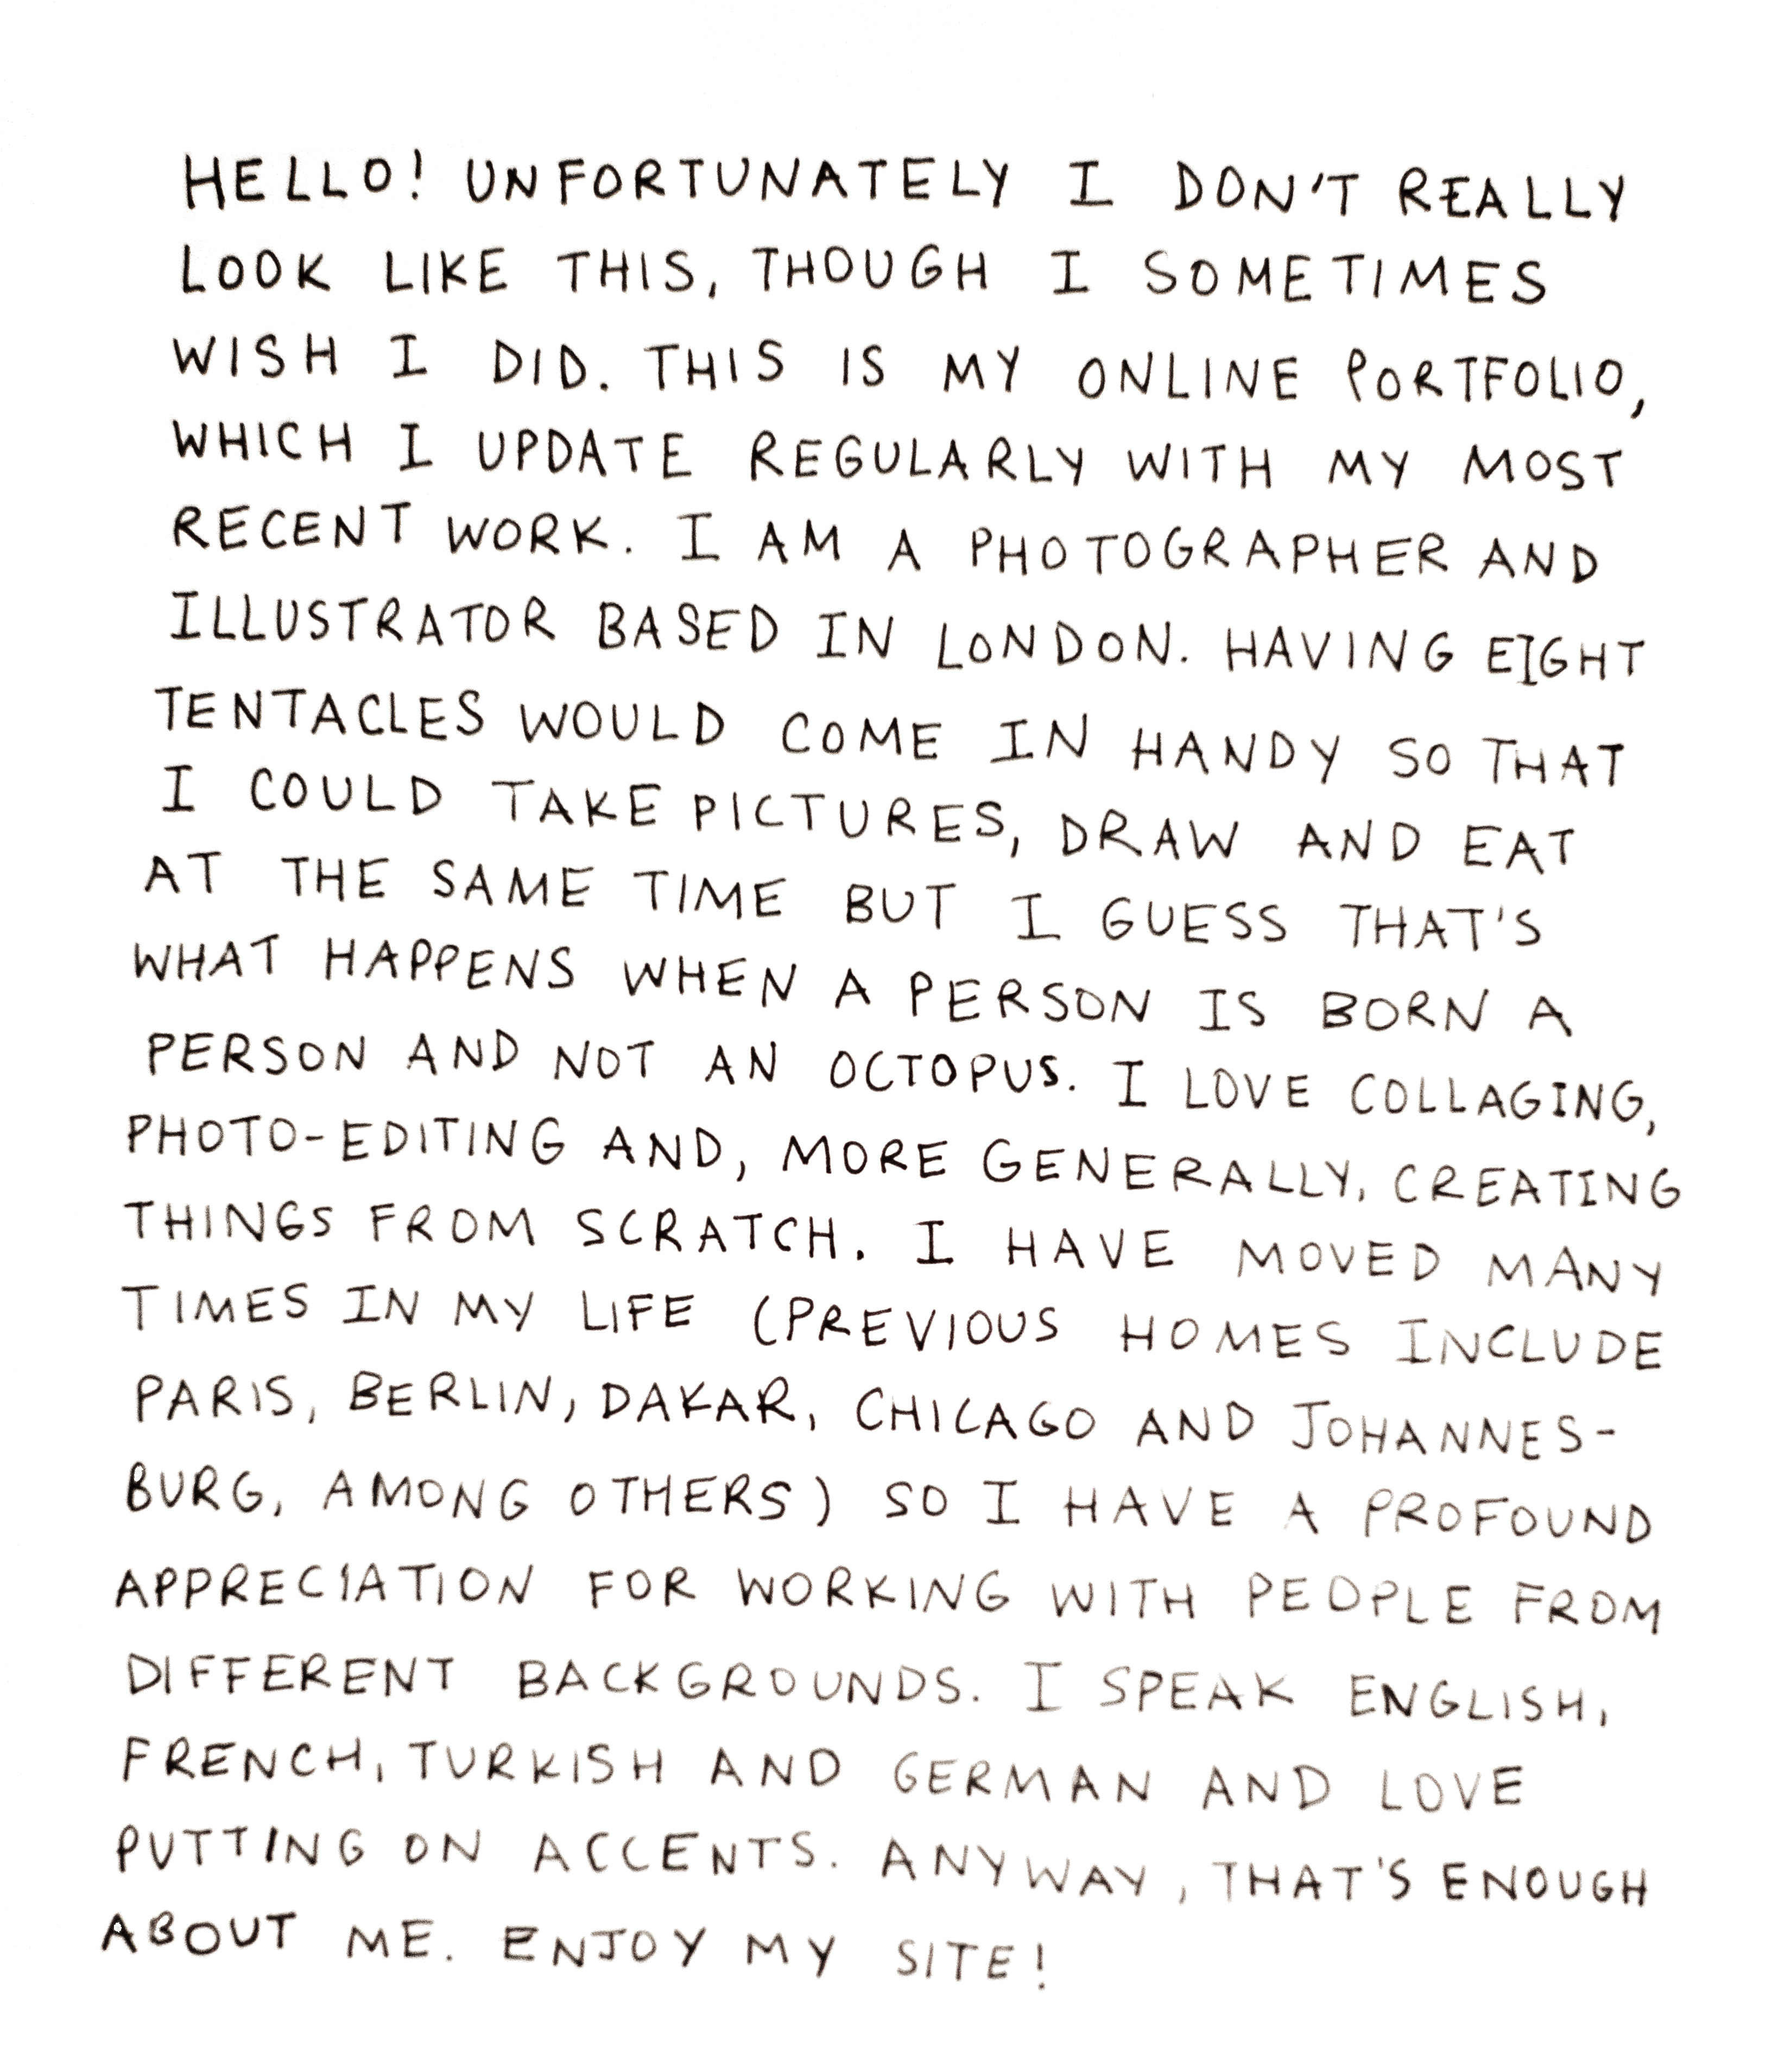 HELLO! UNFORTUNATELY I DON'T REALLY
LOOK LIKE THIS, THOUGH I SOMETIMES
WISH I DID. THIS IS MY ONLINE PORTFOLIO,
WHICH I UPDATE REGULARLY WITH MY MOST
RECENT WORK. I AM A PHOTOGRAPHER AND
ILLUSTRATOR BASED IN LONDON. HAVING EIGHT
TENTACLES WOULD COME IN HANDY SO THAT
I COULD TAKE PICTURES, DRAW AND EAT
AT THE SAME TIME BUT I GUESS THAT'S
WHAT HAPPENS WHEN A PERSON IS BORN A
PERSON AND NOT AN OCTOPUS. I LOVE COLLAGING,
PHOTO-EDITING AND, MORE GENERALLY, CREATING
THINGS FROM SCRATCH. I HAVE MOVED MANY
TIMES IN MY LIFE (PREVIOUS HOMES INCLUDE
PARIS, BERLIN, DAKAR, CHICAGO AND JOHANNES-
BURG, AMONG OTHERS) SO I HAVE A PROFOUND
APPRECIATION FOR WORKING WITH PEOPLE FROM
DIFFERENT BACKGROUNDS. I SPEAK ENGLISH,
FRENCH, TURKISH AND GERMAN AND LOVE
PUTTING ON ACCENTS. ANYWAY, THAT'S ENOUGH
ABOUT ME. ENJOY MY SITE!